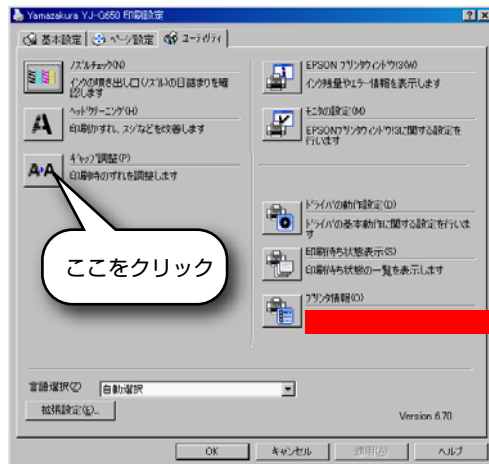 Yamazakura YJ-G650 印刷設定
基本設定
ページ設定
ユーティリティ
ノズルチェック(N)
インクの噴き出し口(ノズル)の目詰まりを確
認します
ヘッドクリーニング(H)
印刷かすれ、スジなどを改善します
ギャップ調整(P)
印刷時のずれを調整します
ここをクリック
EPSON プリンタウィンドウ!3(W)
インク残量やエラー情報を表示します
モニタの設定(M)
EPSONプリンタウィンドウ!3に関する設定を
行います
ドライバの動作設定(D)
ドライバの基本動作に関する設定を行いま
す
印刷待ち状態表示(S)
印刷待ち状態の一覧を表示します
プリンタ情報(O)
言語選択(Z)
自動選択
拡張設定(E)...
Version 6.70
OK
キャンセル
適用(A)
ヘルプ